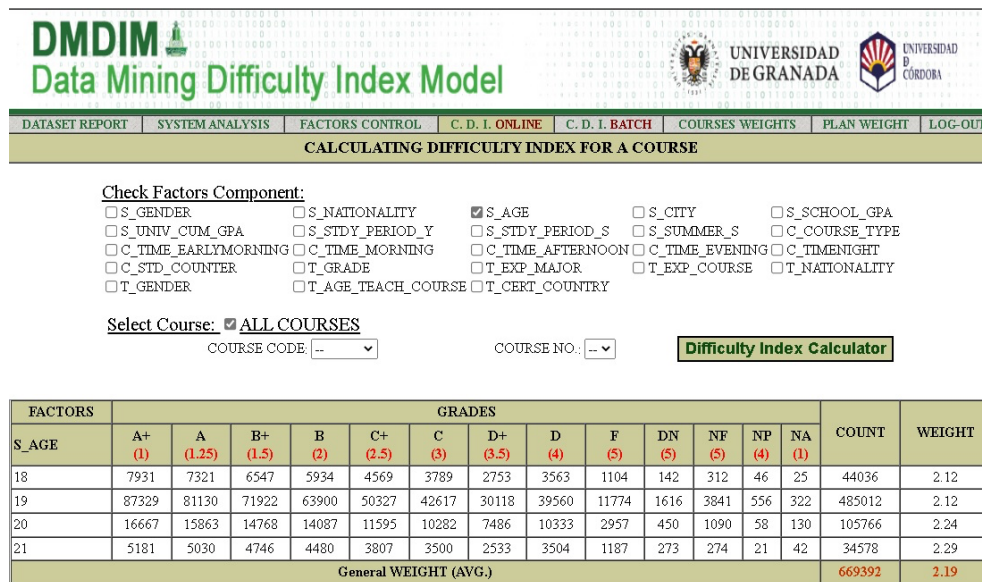 DMDIM
Data Mining Difficulty Index Model
UNIVERSIDAD
DE GRANADA
UNIVERSIDAD
D
CÓRDOBA
DATASET REPORT SYSTEM ANALYSIS FACTORS CONTROL C. D. I. ONLINE C. D. I. BATCH COURSES WEIGHTS PLAN WEIGHT LOG-OUT
CALCULATING DIFFICULTY INDEX FOR A COURSE
Check Factors Component:
S_GENDER S_NATIONALITY S_AGE S_CITY S_SCHOOL_GPA
S_UNIV_CUM_GPA S_STDY_PERIOD_Y S_STDY_PERIOD_S S_SUMMER_S C_COURSE_TYPE
C_TIME_EARLYMORNING C_TIME_MORNING C_TIME_AFTERNOON C_TIME_EVENING C_TIMENIGHT
C_STD_COUNTER T_GRADE T_EXP_MAJOR T_EXP_COURSE T_NATIONALITY
T_GENDER T_AGE_TEACH_COURSE T_CERT_COUNTRY
Select Course: ALL COURSES
COURSE CODE: -- COURSE NO.: -- Difficulty Index Calculator
FACTORS GRADES COUNT WEIGHT
S_AGE A+ A B+ B C+ C D+ D F DN NF NP NA
(1) (1.25) (1.5) (2) (2.5) (3) (3.5) (4) (5) (5) (5) (4) (1)
18 7931 7321 6547 5934 4569 3789 2753 3563 1104 142 312 46 25 44036 2.12
19 87329 81130 71922 63900 50327 42617 30118 39560 11774 1616 3841 556 322 485012 2.12
20 16667 15863 14768 14087 11595 10282 7486 10333 2957 450 1090 58 130 105766 2.24
21 5181 5030 4746 4480 3807 3500 2533 3504 1187 273 274 21 42 34578 2.29
General WEIGHT (AVG.) 669392 2.19